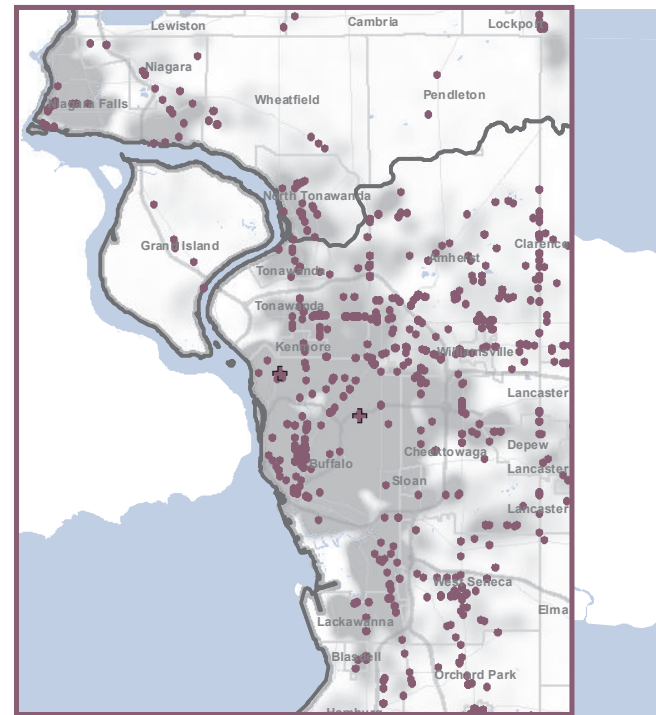 Lewiston
Cambria
Lockport
Niagara
Wheatfield
Pendleton
Niagara Falls
North Tonawanda
Grand Island
Clarence
Amherst
Tonawanda
Tonawanda
Kenmore
Williamsville
Lancaster
Depew
Cheektowaga
Buffalo
Lancaster
Sloan
Lancaster
West Seneca
Elma
Lackawanna
Blasdell
Orchard Park
Hamburg